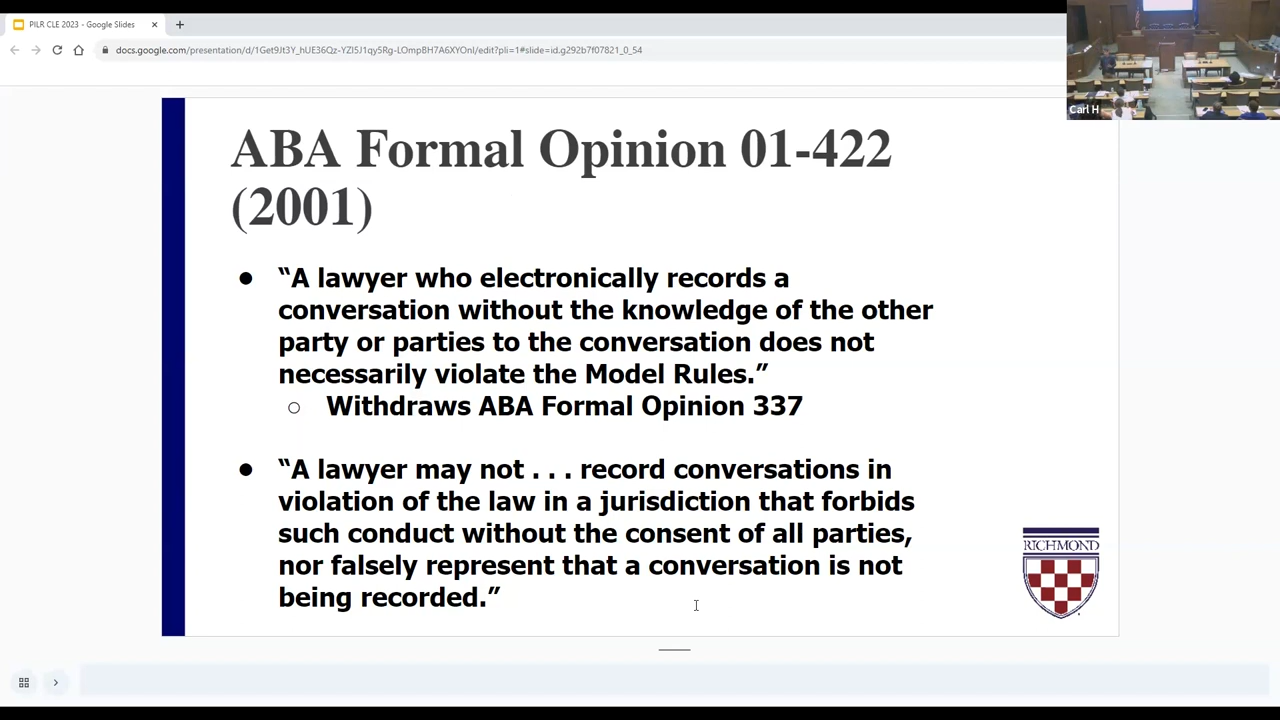 PILR CLE 2023 - Google Slides
docs.google.com/presentation/d/1Get9Jt3Y_hUE36Qz-YZl5J1qy5Rg-LOmpBH7A6XYOnI/edit?pli=1#slide=id.g292b7f07821_0_54
Carl H
ABA Formal Opinion 01-422
(2001)
● “A lawyer who electronically records a
conversation without the knowledge of the other
party or parties to the conversation does not
necessarily violate the Model Rules.”
○ Withdraws ABA Formal Opinion 337
● “A lawyer may not . . . record conversations in
violation of the law in a jurisdiction that forbids
such conduct without the consent of all parties,
nor falsely represent that a conversation is not
being recorded.”
RICHMOND